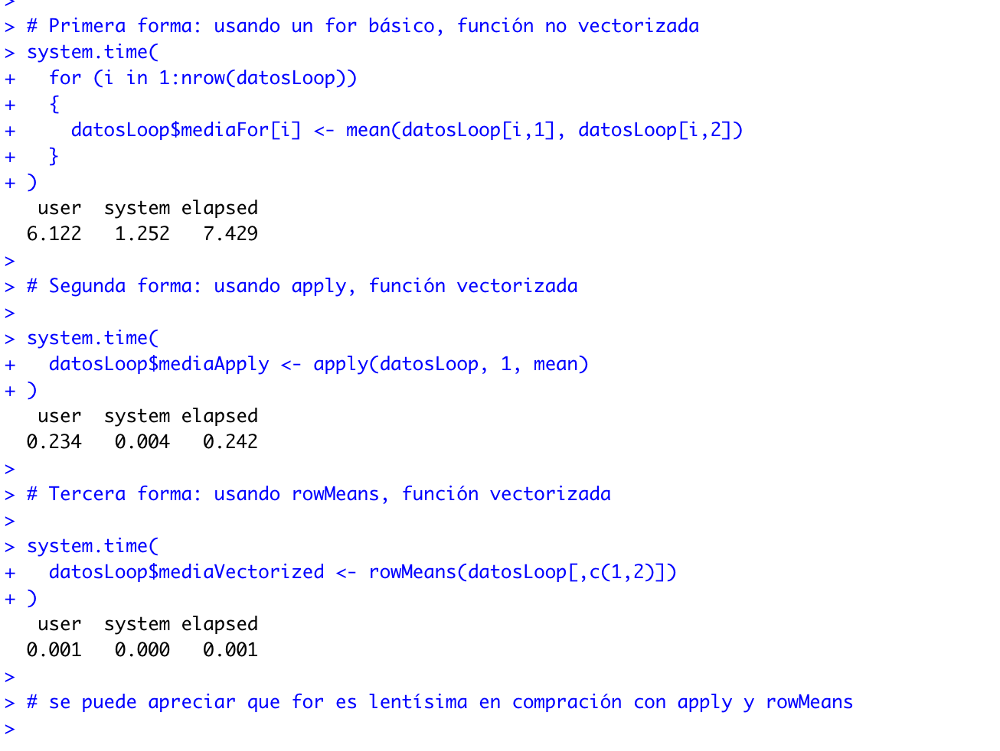 >
> # Primera forma: usando un for básico, función no vectorizada
> system.time(
+   for (i in 1:nrow(datosLoop))
+   {
+     datosLoop$mediaFor[i] <- mean(datosLoop[i,1], datosLoop[i,2])
+   }
+ )
   user  system elapsed
  6.122   1.252   7.429
>
> # Segunda forma: usando apply, función vectorizada
>
> system.time(
+   datosLoop$mediaApply <- apply(datosLoop, 1, mean)
+ )
   user  system elapsed
  0.234   0.004   0.242
>
> # Tercera forma: usando rowMeans, función vectorizada
>
> system.time(
+   datosLoop$mediaVectorized <- rowMeans(datosLoop[,c(1,2)])
+ )
   user  system elapsed
  0.001   0.000   0.001
>
> # se puede apreciar que for es lentísima en compración con apply y rowMeans
>